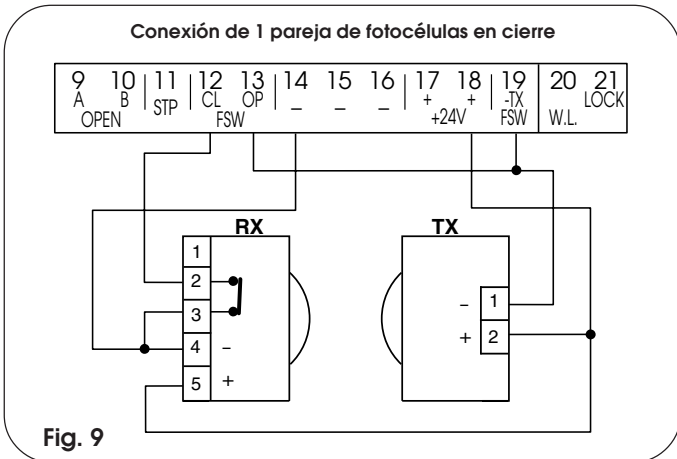 Conexión de 1 pareja de fotocélulas en cierre
9 10 11 12 13 14 15 16 17 18 19 20 21
A B STP CL OP – – – + + -TX LOCK
OPEN FSW +24V FSW W.L.
RX TX
1
2
3
4 –
5 +
– 1
+ 2
Fig. 9